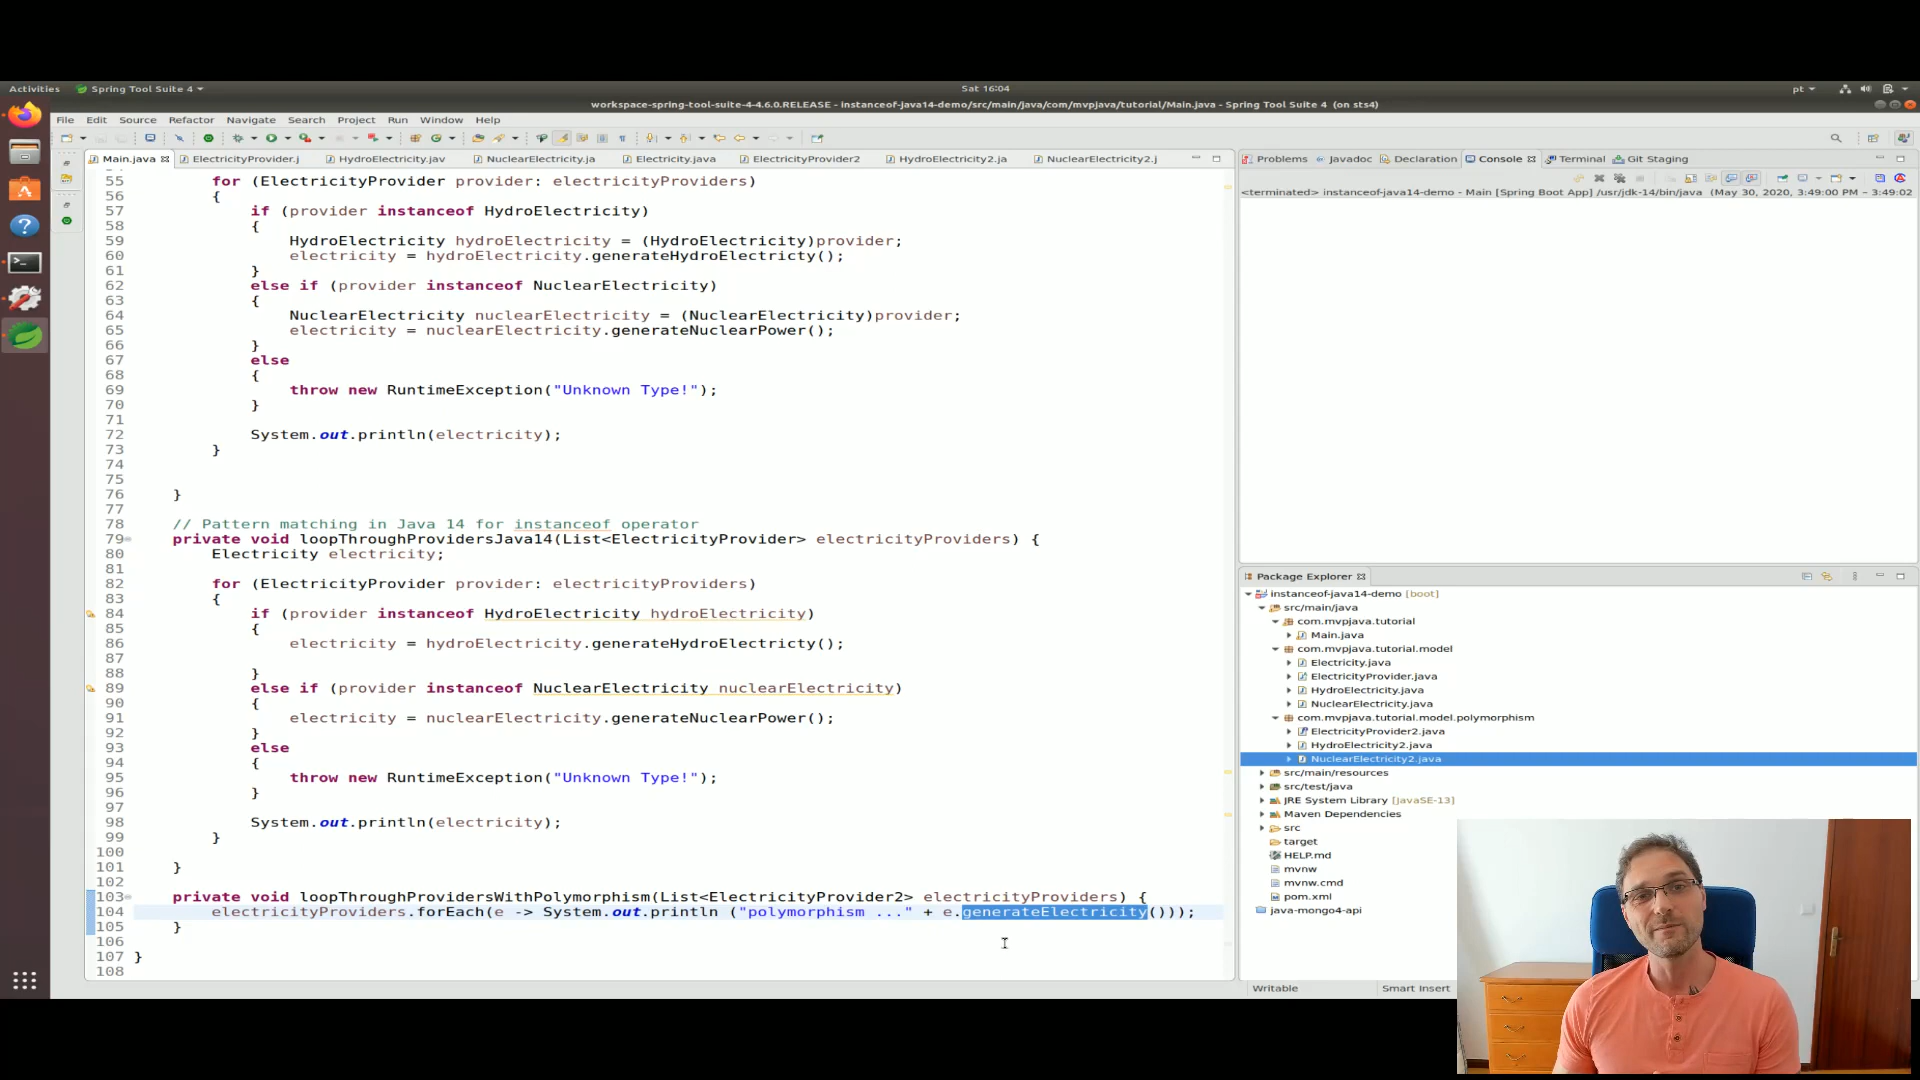 Activities
Spring Tool Suite 4
Sat 16:04
pt
workspace-spring-tool-suite-4-4.6.0.RELEASE - instanceof-java14-demo/src/main/java/com/mvpjava/tutorial/Main.java - Spring Tool Suite 4 (on sts4)
File Edit Source Refactor Navigate Search Project Run Window Help
Main.java ElectricityProvider.j HydroElectricity.jav NuclearElectricity.ja Electricity.java ElectricityProvider2 HydroElectricity2.ja NuclearElectricity2.j
55 for (ElectricityProvider provider: electricityProviders)
56 {
57 if (provider instanceof HydroElectricity)
58 {
59 HydroElectricity hydroElectricity = (HydroElectricity)provider;
60 electricity = hydroElectricity.generateHydroElectricty();
61 }
62 else if (provider instanceof NuclearElectricity)
63 {
64 NuclearElectricity nuclearElectricity = (NuclearElectricity)provider;
65 electricity = nuclearElectricity.generateNuclearPower();
66 }
67 else
68 {
69 throw new RuntimeException("Unknown Type!");
70 }
71
72 System.out.println(electricity);
73 }
74
75
76 }
77
78 // Pattern matching in Java 14 for instanceof operator
79 private void loopThroughProvidersJava14(List<ElectricityProvider> electricityProviders) {
80 Electricity electricity;
81
82 for (ElectricityProvider provider: electricityProviders)
83 {
84 if (provider instanceof HydroElectricity hydroElectricity)
85 {
86 electricity = hydroElectricity.generateHydroElectricty();
87
88 }
89 else if (provider instanceof NuclearElectricity nuclearElectricity)
90 {
91 electricity = nuclearElectricity.generateNuclearPower();
92 }
93 else
94 {
95 throw new RuntimeException("Unknown Type!");
96 }
97
98 System.out.println(electricity);
99 }
100
101 }
102
103 private void loopThroughProvidersWithPolymorphism(List<ElectricityProvider2> electricityProviders) {
104 electricityProviders.forEach(e -> System.out.println ("polymorphism ..." + e.generateElectricity()));
105 }
106
107 }
108
Problems Javadoc Declaration Console Terminal Git Staging
<terminated> instanceof-java14-demo - Main [Spring Boot App] /usr/jdk-14/bin/java (May 30, 2020, 3:49:00 PM – 3:49:02
Package Explorer
instanceof-java14-demo [boot]
src/main/java
com.mvpjava.tutorial
Main.java
com.mvpjava.tutorial.model
Electricity.java
ElectricityProvider.java
HydroElectricity.java
NuclearElectricity.java
com.mvpjava.tutorial.model.polymorphism
ElectricityProvider2.java
HydroElectricity2.java
NuclearElectricity2.java
src/main/resources
src/test/java
JRE System Library [JavaSE-13]
Maven Dependencies
src
target
HELP.md
mvnw
mvnw.cmd
pom.xml
java-mongo4-api
Writable
Smart Insert